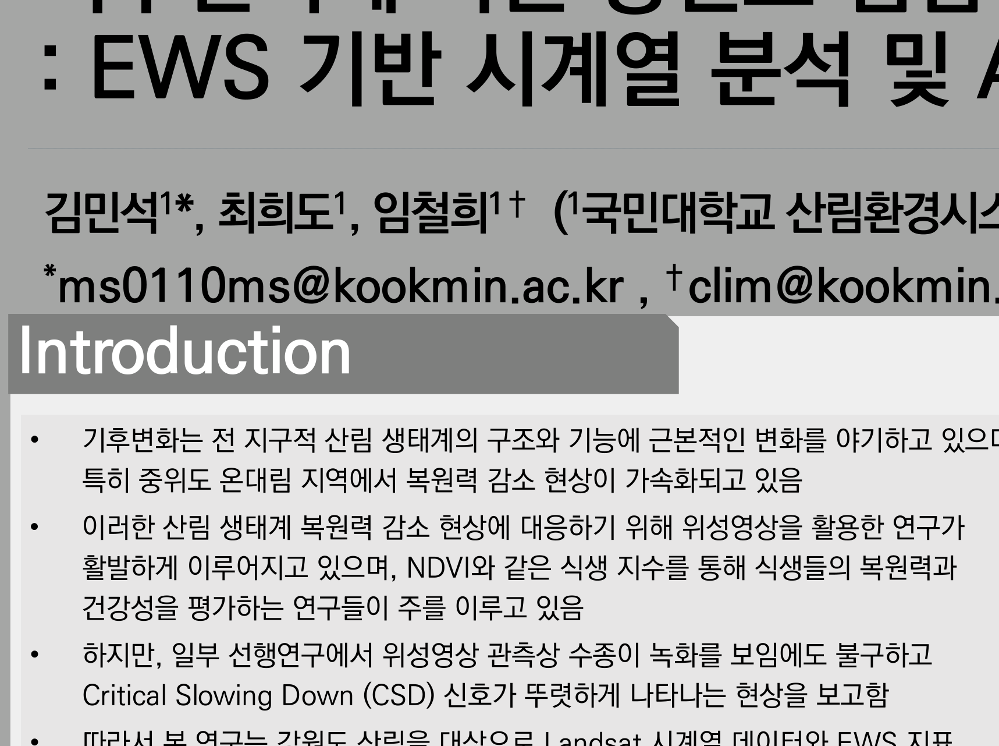 : EWS 기반 시계열 분석 및
김민석¹*, 최희도¹, 임철희¹† (¹국민대학교
*ms0110ms@kookmin.ac.kr , †clim@kookmin.
Introduction
• 기후변화는 전 지구적 산림 생태계의 구조와 기능에 근본적인 변화를 야기하고 있으며
특히 중위도 온대림 지역에서 복원력 감소 현상이 가속화되고 있음
• 이러한 산림 생태계 복원력 감소 현상에 대응하기 위해 위성영상을 활용한 연구가
활발하게 이루어지고 있으며, NDVI와 같은 식생 지수를 통해 식생들의 복원력과
건강성을 평가하는 연구들이 주를 이루고 있음
• 하지만, 일부 선행연구에서 위성영상 관측상 수종이 녹화를 보임에도 불구하고
Critical Slowing Down (CSD) 신호가 뚜렷하게 나타나는 현상을 보고함
• 따라서 본 연구는 강원도 산림을 대상으로 Landsat 시계열 데이터와 EWS 지표